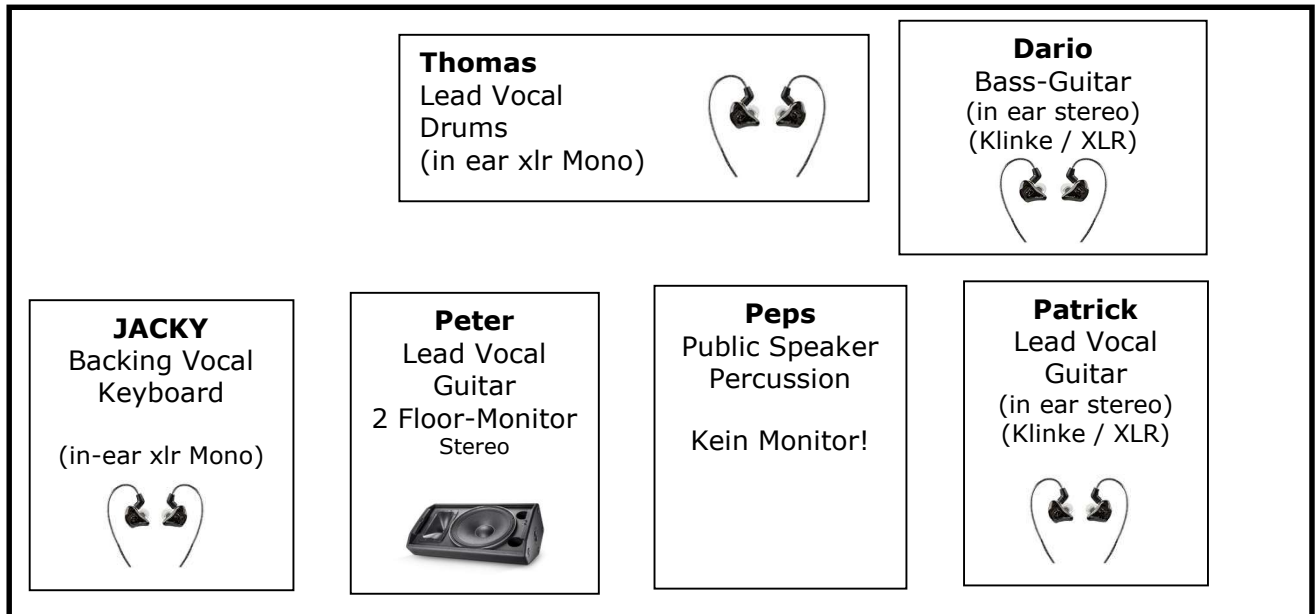 Thomas
Lead Vocal
Drums
(in ear xlr Mono)
Dario
Bass-Guitar
(in ear stereo)
(Klinke / XLR)
JACKY
Backing Vocal
Keyboard
(in-ear xlr Mono)
Peter
Lead Vocal
Guitar
2 Floor-Monitor
Stereo
Peps
Public Speaker
Percussion
Kein Monitor!
Patrick
Lead Vocal
Guitar
(in ear stereo)
(Klinke / XLR)